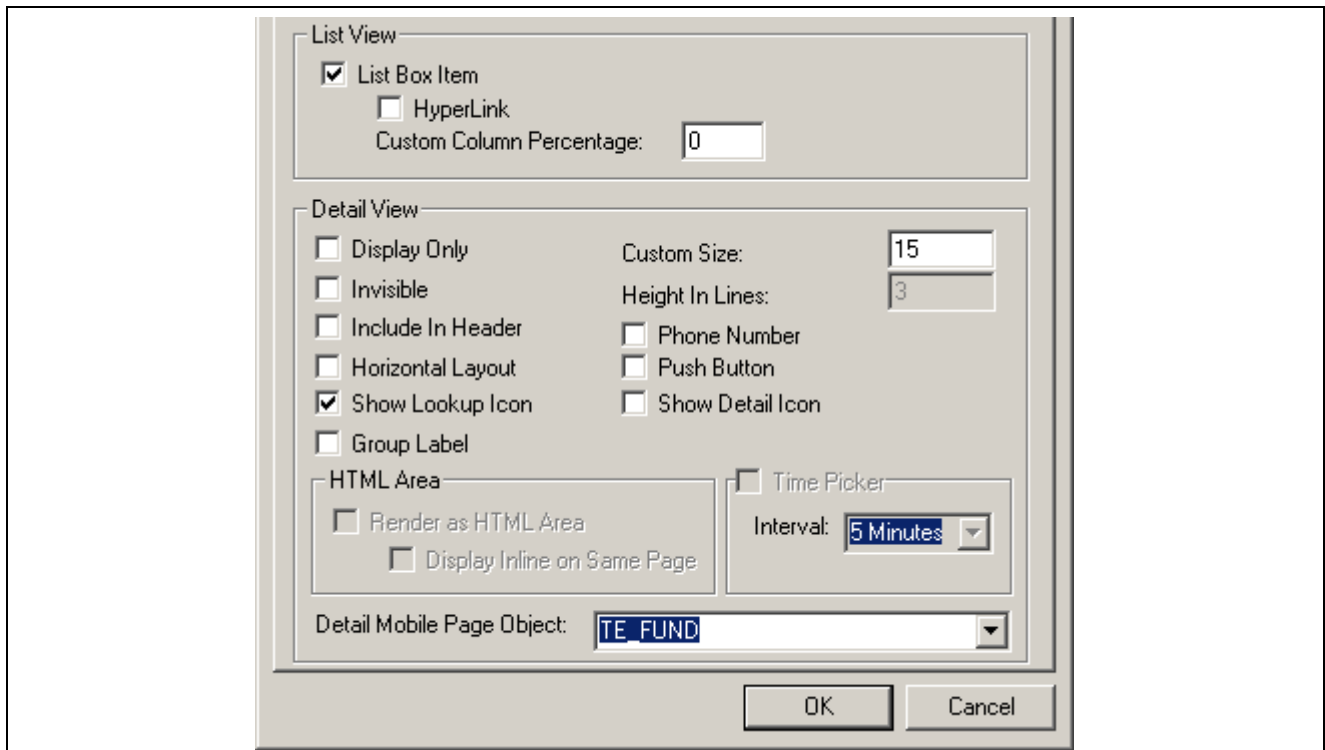 List View
List Box Item
HyperLink
Custom Column Percentage: 0
Detail View
Display Only
Custom Size: 15
Invisible
Height In Lines: 3
Include In Header
Phone Number
Horizontal Layout
Push Button
Show Lookup Icon
Show Detail Icon
Group Label
HTML Area
Time Picker
Render as HTML Area
Interval: 5 Minutes
Display Inline on Same Page
Detail Mobile Page Object: TE_FUND
OK
Cancel